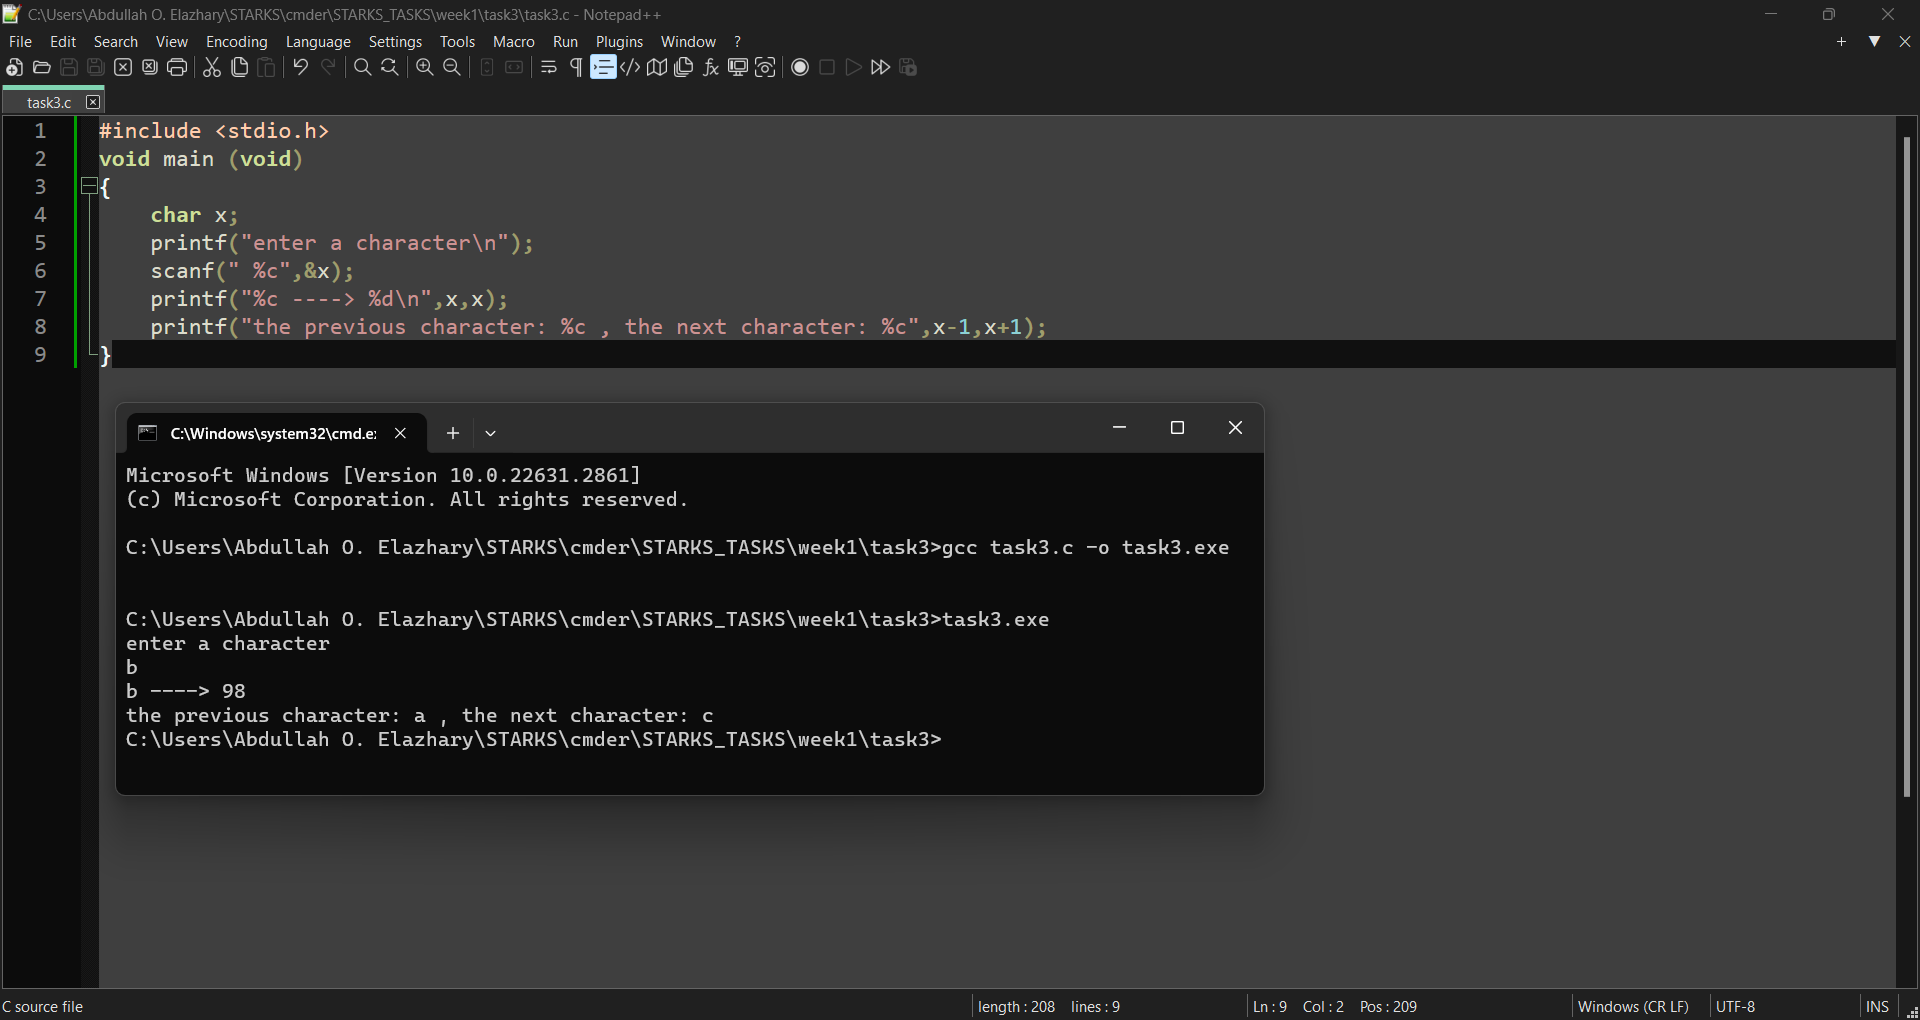 C:\Users\Abdullah O. Elazhary\STARKS\cmder\STARKS_TASKS\week1\task3\task3.c - Notepad++
File Edit Search View Encoding Language Settings Tools Macro Run Plugins Window ?
task3.c
1 #include <stdio.h>
2 void main (void)
3 {
4 char x;
5 printf("enter a character\n");
6 scanf(" %c",&x);
7 printf("%c ----> %d\n",x,x);
8 printf("the previous character: %c , the next character: %c",x-1,x+1);
9 }
C:\Windows\system32\cmd.e
Microsoft Windows [Version 10.0.22631.2861]
(c) Microsoft Corporation. All rights reserved.
C:\Users\Abdullah O. Elazhary\STARKS\cmder\STARKS_TASKS\week1\task3>gcc task3.c -o task3.exe
C:\Users\Abdullah O. Elazhary\STARKS\cmder\STARKS_TASKS\week1\task3>task3.exe
enter a character
b
b ----> 98
the previous character: a , the next character: c
C:\Users\Abdullah O. Elazhary\STARKS\cmder\STARKS_TASKS\week1\task3>
C source file length : 208 lines : 9 Ln : 9 Col : 2 Pos : 209 Windows (CR LF) UTF-8 INS